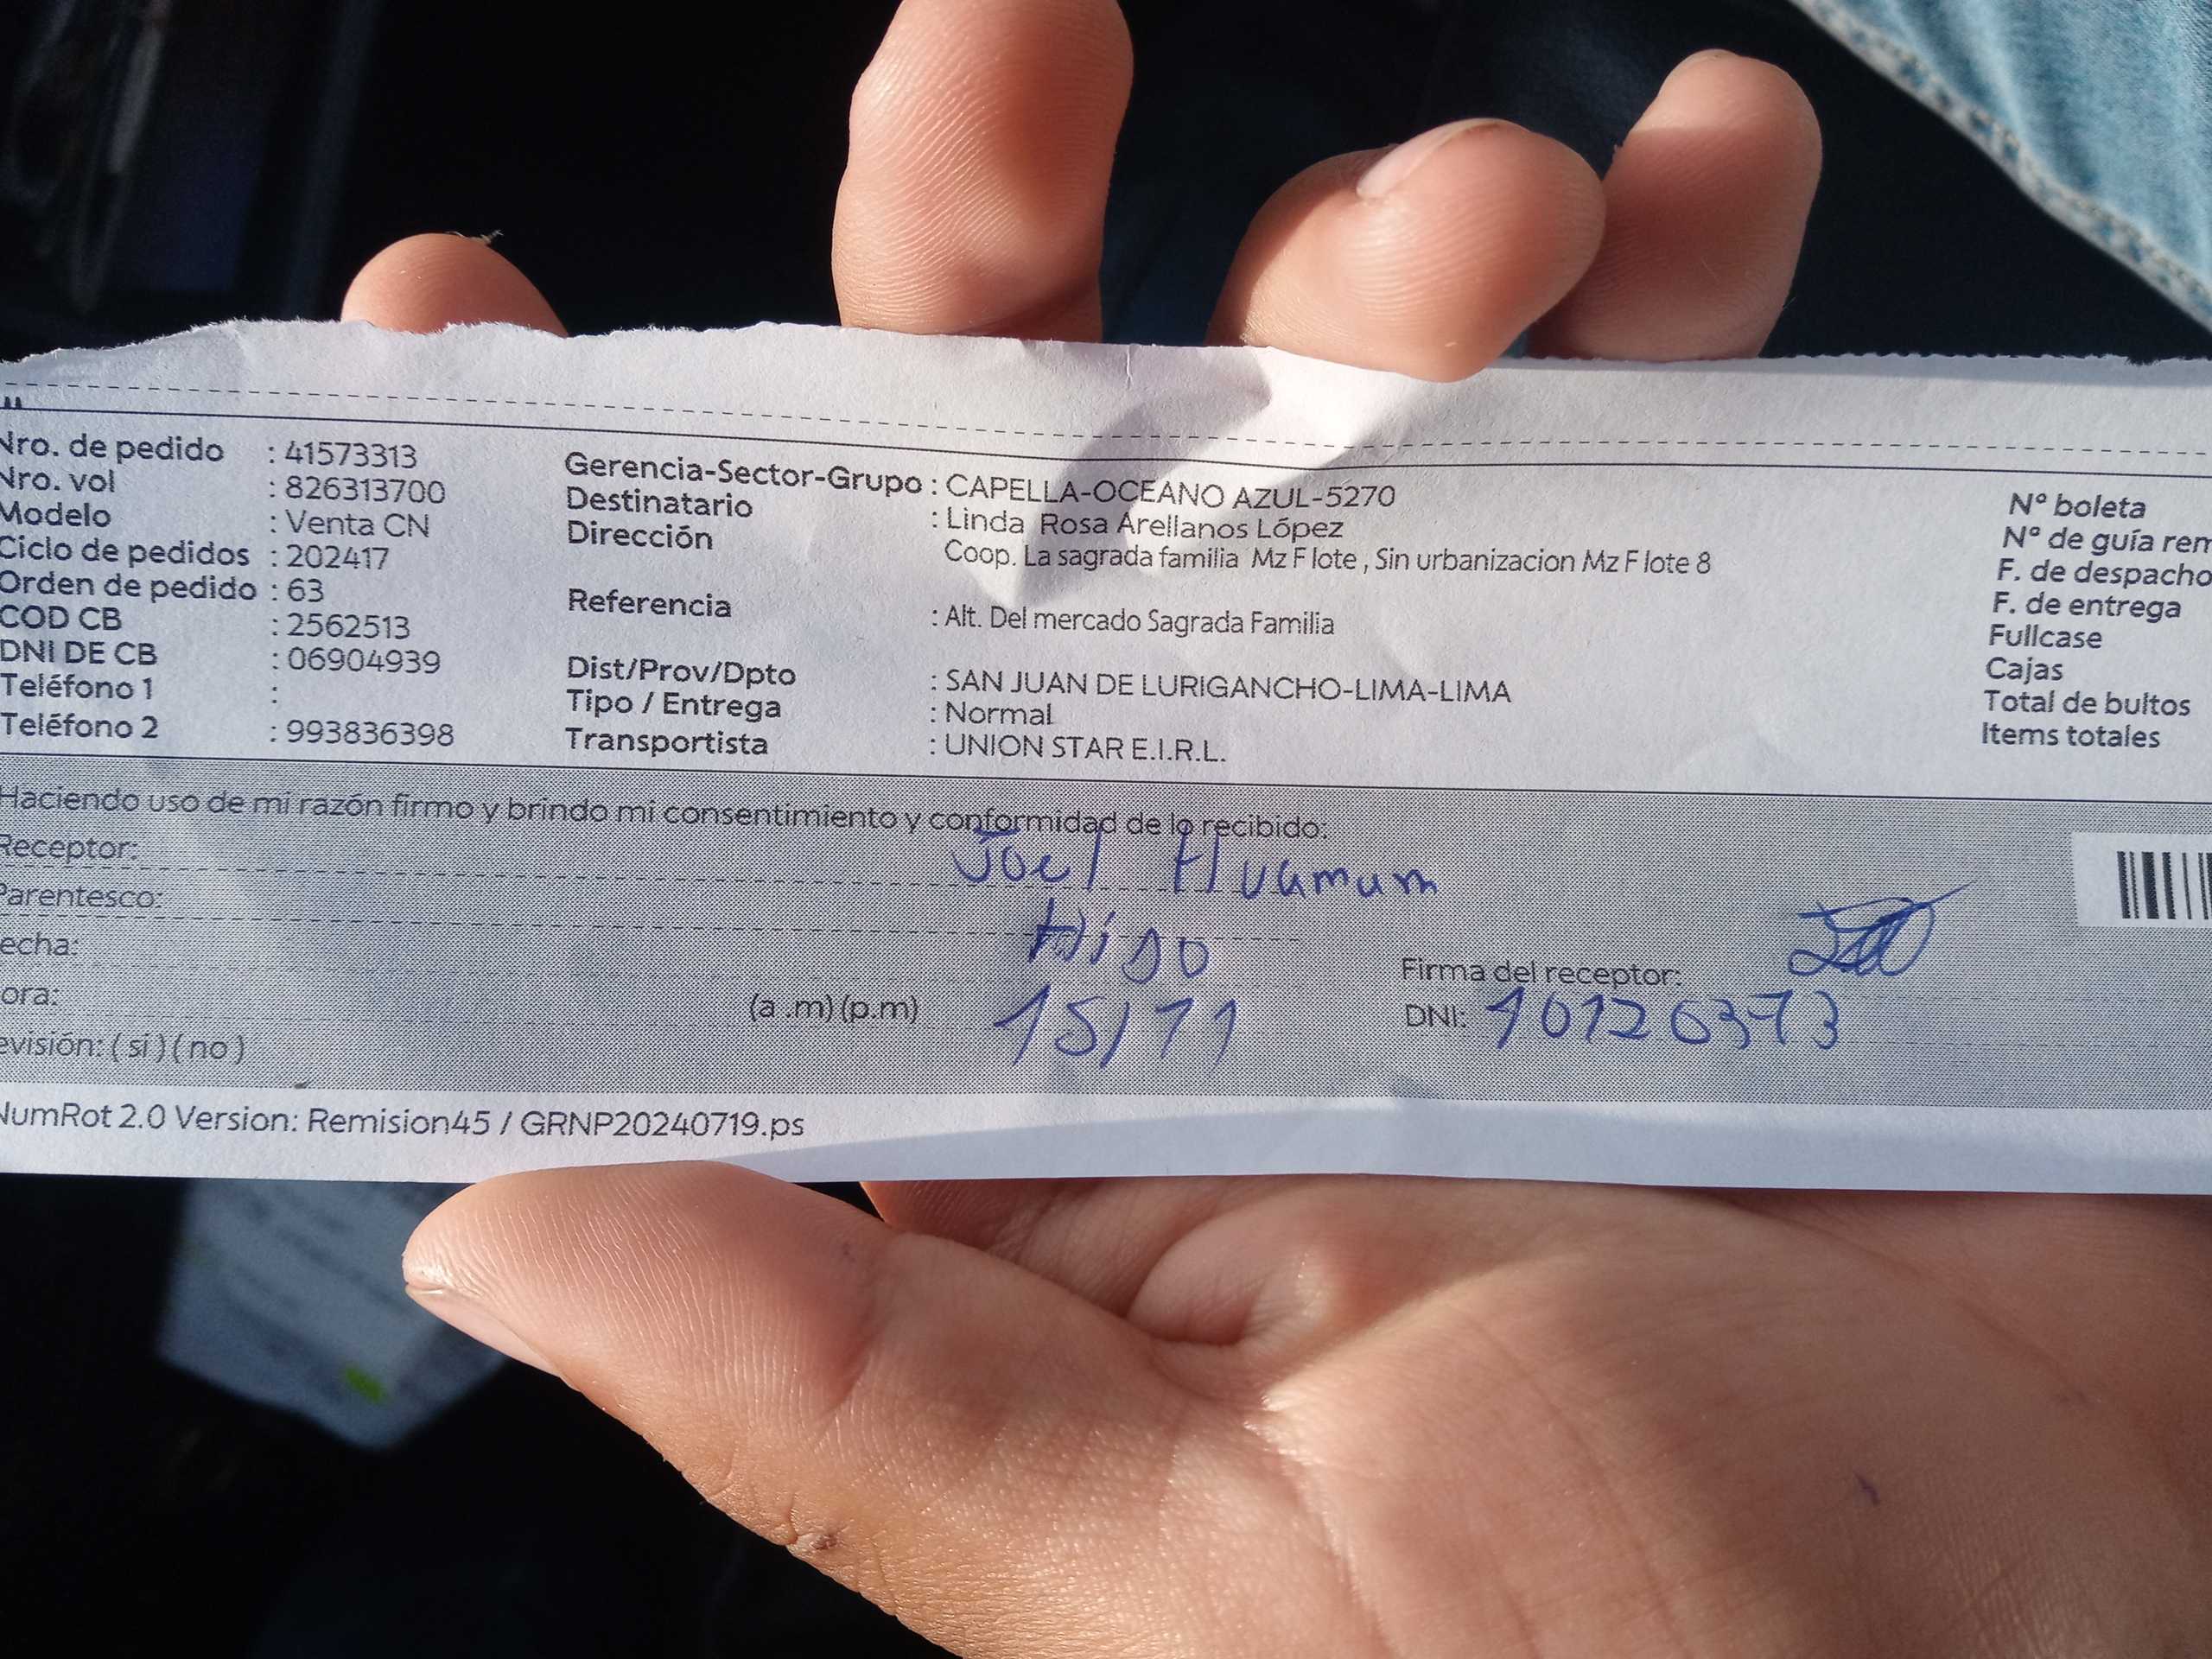 Nro. de pedido : 41573313
Nro. vol : 826313700
Modelo : Venta CN
Ciclo de pedidos : 202417
Orden de pedido : 63
COD CB : 2562513
DNI DE CB : 06904939
Teléfono 1 :
Teléfono 2 : 993836398
Gerencia-Sector-Grupo : CAPELLA-OCEANO AZUL-5270
Destinatario : Linda Rosa Arellanos López
Dirección Coop. La sagrada familia Mz F lote , Sin urbanizacion Mz F lote 8
Referencia : Alt. Del mercado Sagrada Familia
Dist/Prov/Dpto : SAN JUAN DE LURIGANCHO-LIMA-LIMA
Tipo / Entrega : Normal
Transportista : UNION STAR E.I.R.L.
N° boleta
N° de guía rem
F. de despacho
F. de entrega
Fullcase
Cajas
Total de bultos
Items totales
Haciendo uso de mi razón firmo y brindo mi consentimiento y conformidad de lo recibido:
Receptor: Joel Huamum
Parentesco: Hijo
echa: 15/11
ora: (a .m) (p.m)
evisión: ( si ) ( no )
Firma del receptor:
DNI: 10126373
NumRot 2.0 Version: Remision45 / GRNP20240719.ps